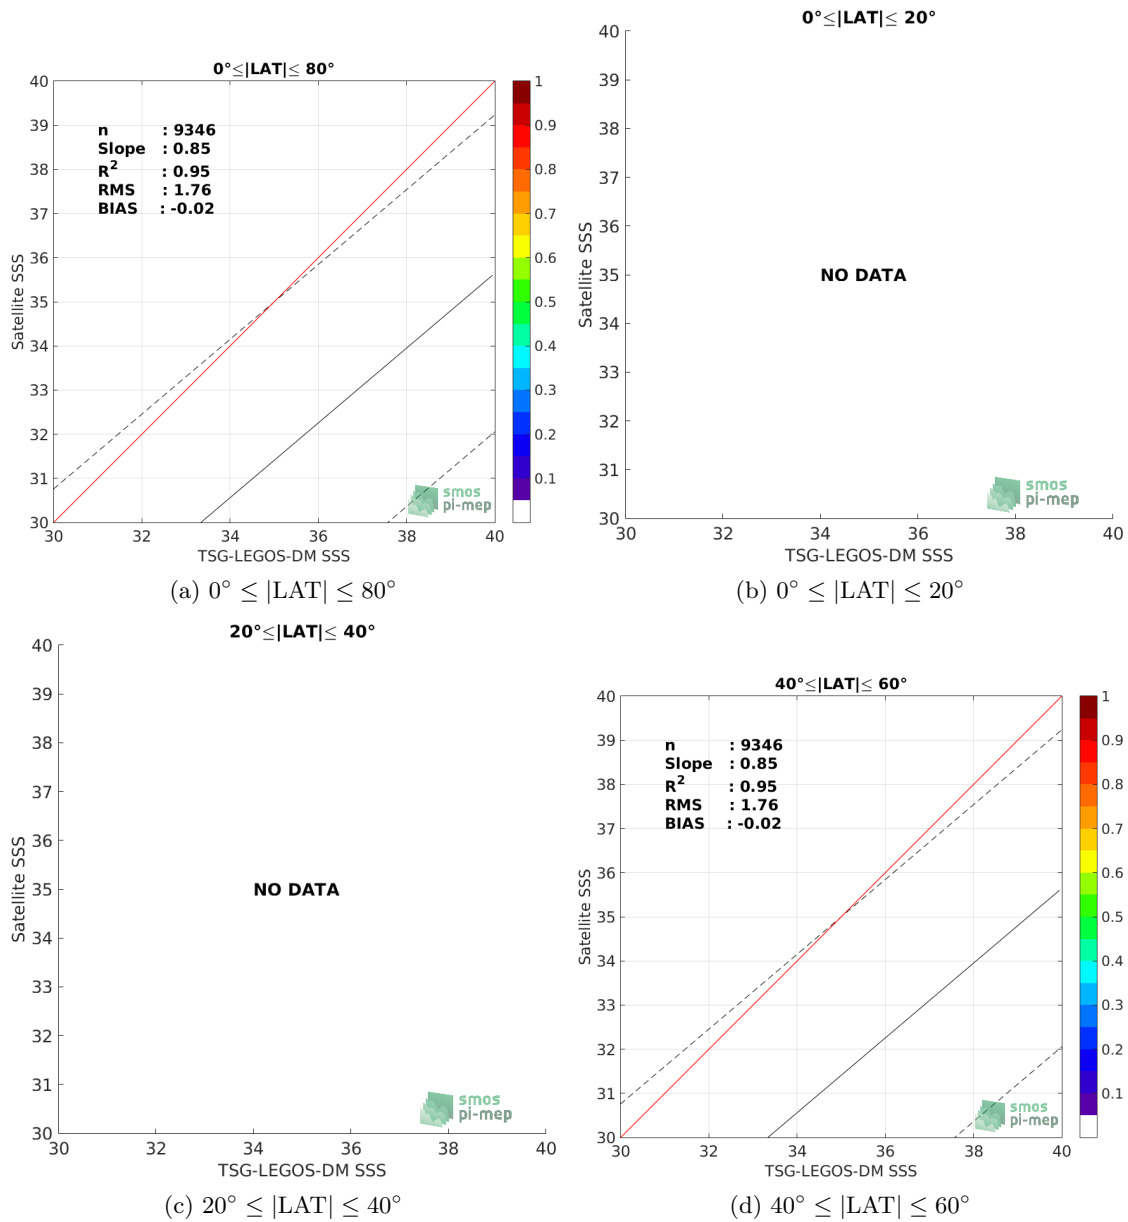 0°≤|LAT|≤ 80°
40
39
38
37
36
35
34
33
32
31
30
Satellite SSS
n : 9346
Slope : 0.85
R² : 0.95
RMS : 1.76
BIAS : -0.02
smos
pi-mep
30 32 34 36 38 40
TSG-LEGOS-DM SSS
1
0.9
0.8
0.7
0.6
0.5
0.4
0.3
0.2
0.1
(a) 0° ≤ |LAT| ≤ 80°
0°≤|LAT|≤ 20°
40
39
38
37
36
35
34
33
32
31
30
Satellite SSS
NO DATA
smos
pi-mep
30 32 34 36 38 40
TSG-LEGOS-DM SSS
(b) 0° ≤ |LAT| ≤ 20°
20°≤|LAT|≤ 40°
40
39
38
37
36
35
34
33
32
31
30
Satellite SSS
NO DATA
smos
pi-mep
30 32 34 36 38 40
TSG-LEGOS-DM SSS
(c) 20° ≤ |LAT| ≤ 40°
40°≤|LAT|≤ 60°
40
39
38
37
36
35
34
33
32
31
30
Satellite SSS
n : 9346
Slope : 0.85
R² : 0.95
RMS : 1.76
BIAS : -0.02
smos
pi-mep
30 32 34 36 38 40
TSG-LEGOS-DM SSS
1
0.9
0.8
0.7
0.6
0.5
0.4
0.3
0.2
0.1
(d) 40° ≤ |LAT| ≤ 60°